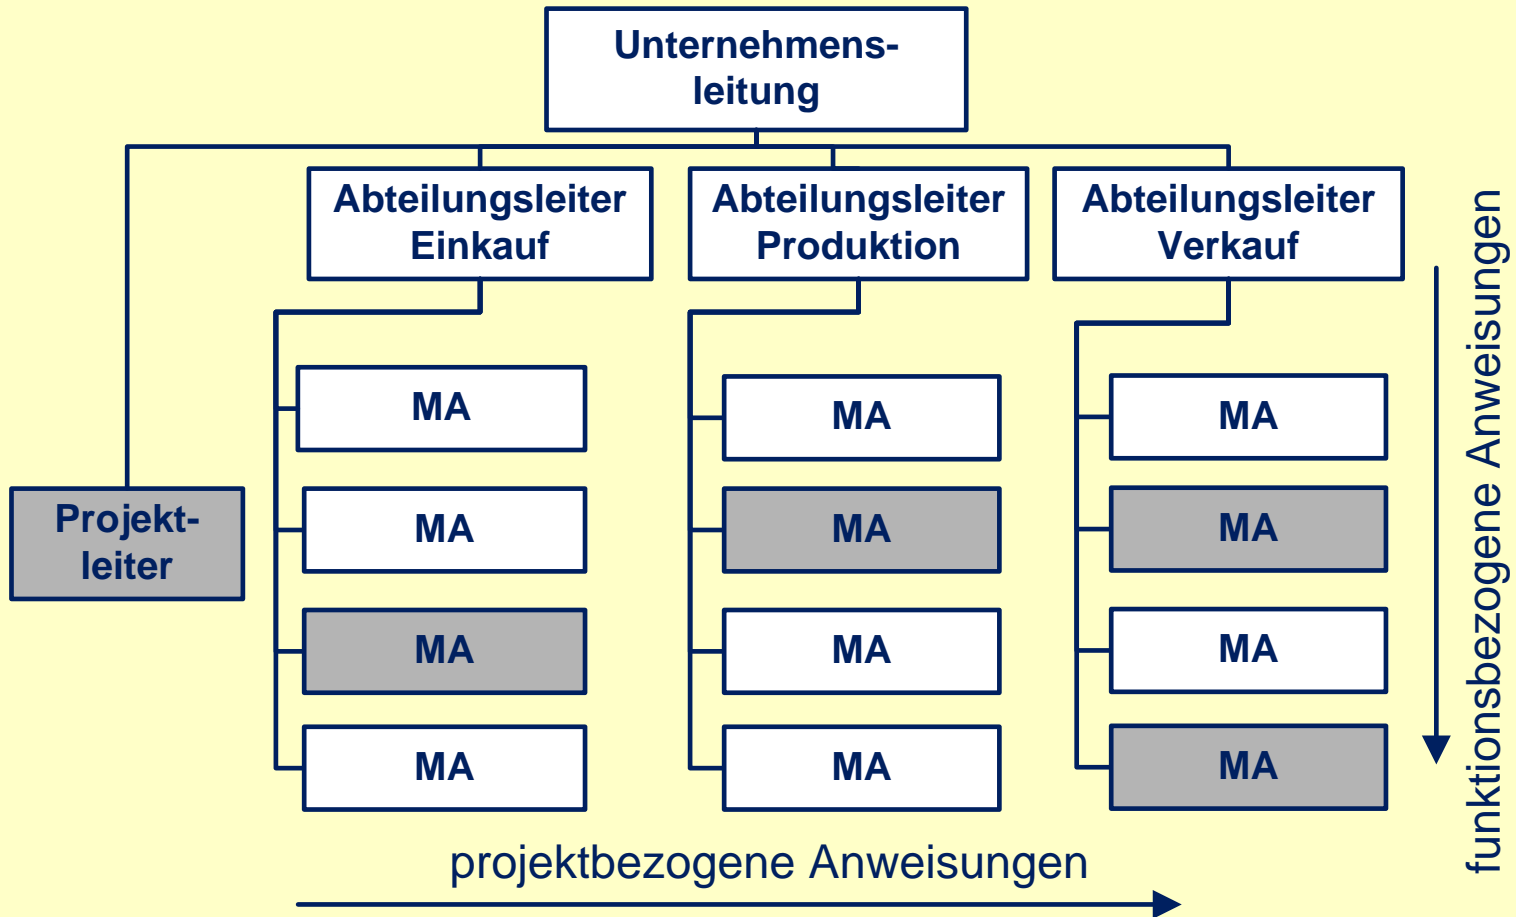 Unternehmens-
leitung
Abteilungsleiter
Einkauf
Abteilungsleiter
Produktion
Abteilungsleiter
Verkauf
MA
MA
MA
MA
MA
MA
Projekt-
leiter
MA
MA
MA
MA
MA
MA
funktionsbezogene Anweisungen
projektbezogene Anweisungen